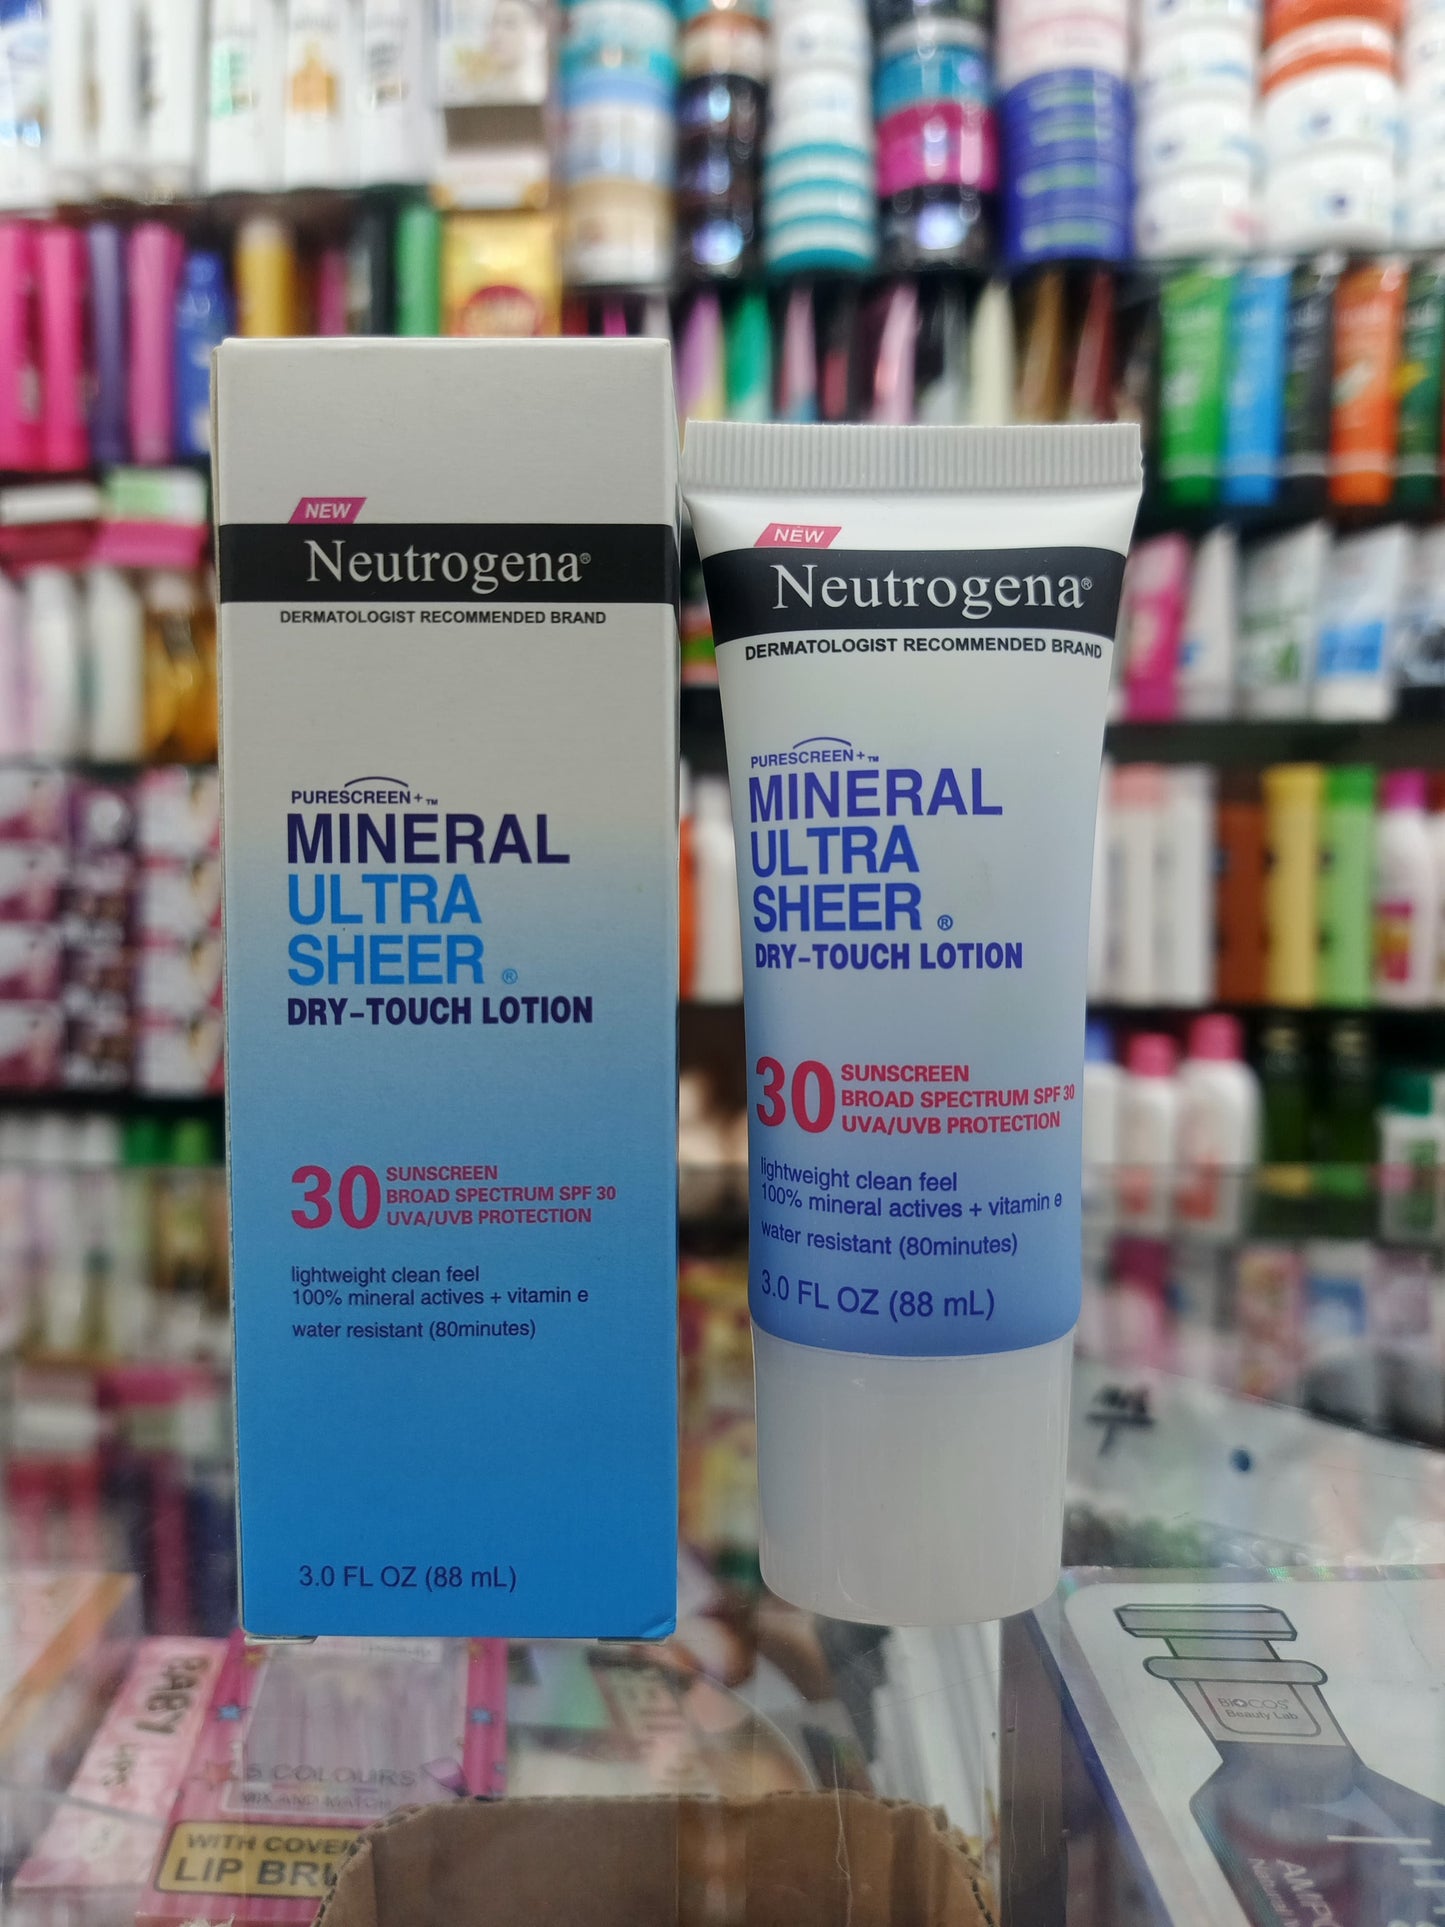 NEW
Neutrogena®
DERMATOLOGIST RECOMMENDED BRAND
PURESCREEN+™
MINERAL
ULTRA
SHEER®
DRY-TOUCH LOTION
30 SUNSCREEN
BROAD SPECTRUM SPF 30
UVA/UVB PROTECTION
lightweight clean feel
100% mineral actives + vitamin e
water resistant (80minutes)
3.0 FL OZ (88 mL)
NEW
Neutrogena®
DERMATOLOGIST RECOMMENDED BRAND
PURESCREEN+™
MINERAL
ULTRA
SHEER®
DRY-TOUCH LOTION
30 SUNSCREEN
BROAD SPECTRUM SPF 30
UVA/UVB PROTECTION
lightweight clean feel
100% mineral actives + vitamin e
water resistant (80minutes)
3.0 FL OZ (88 mL)
BABY
COLOURS
MIX AND MATCH
WITH COVER
LIP BRU
BIOCOS
Beauty Lab